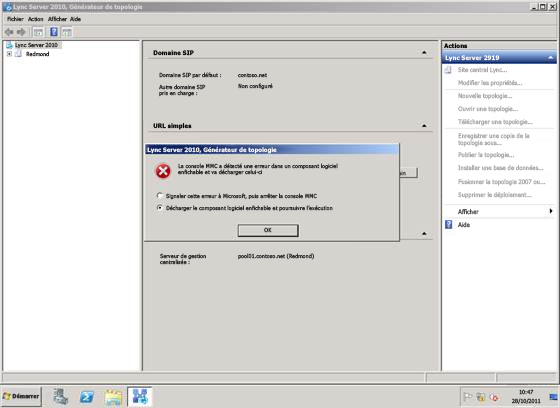 Lync Server 2010, Générateur de topologie
Fichier Action Afficher Aide
Lync Server 2010
Redmond
Domaine SIP
Domaine SIP par défaut : contoso.net
Autre domaine SIP pris en charge : Non configuré
URL simples
Lync Server 2010, Générateur de topologie
La console MMC a détecté une erreur dans un composant logiciel
enfichable et va décharger celui-ci
Signaler cette erreur à Microsoft, puis arrêter la console MMC
Décharger le composant logiciel enfichable et poursuivre l'exécution
OK
Serveur de gestion centralisée : pool01.contoso.net (Redmond)
Actions
Lync Server 2919
Site central Lync...
Modifier les propriétés...
Nouvelle topologie...
Ouvrir une topologie...
Télécharger une topologie...
Enregistrer une copie de la
topologie sous...
Publier la topologie...
Installer une base de données...
Fusionner la topologie 2007 ou...
Supprimer le déploiement...
Afficher
Aide
Démarrer
10:47
28/10/2011